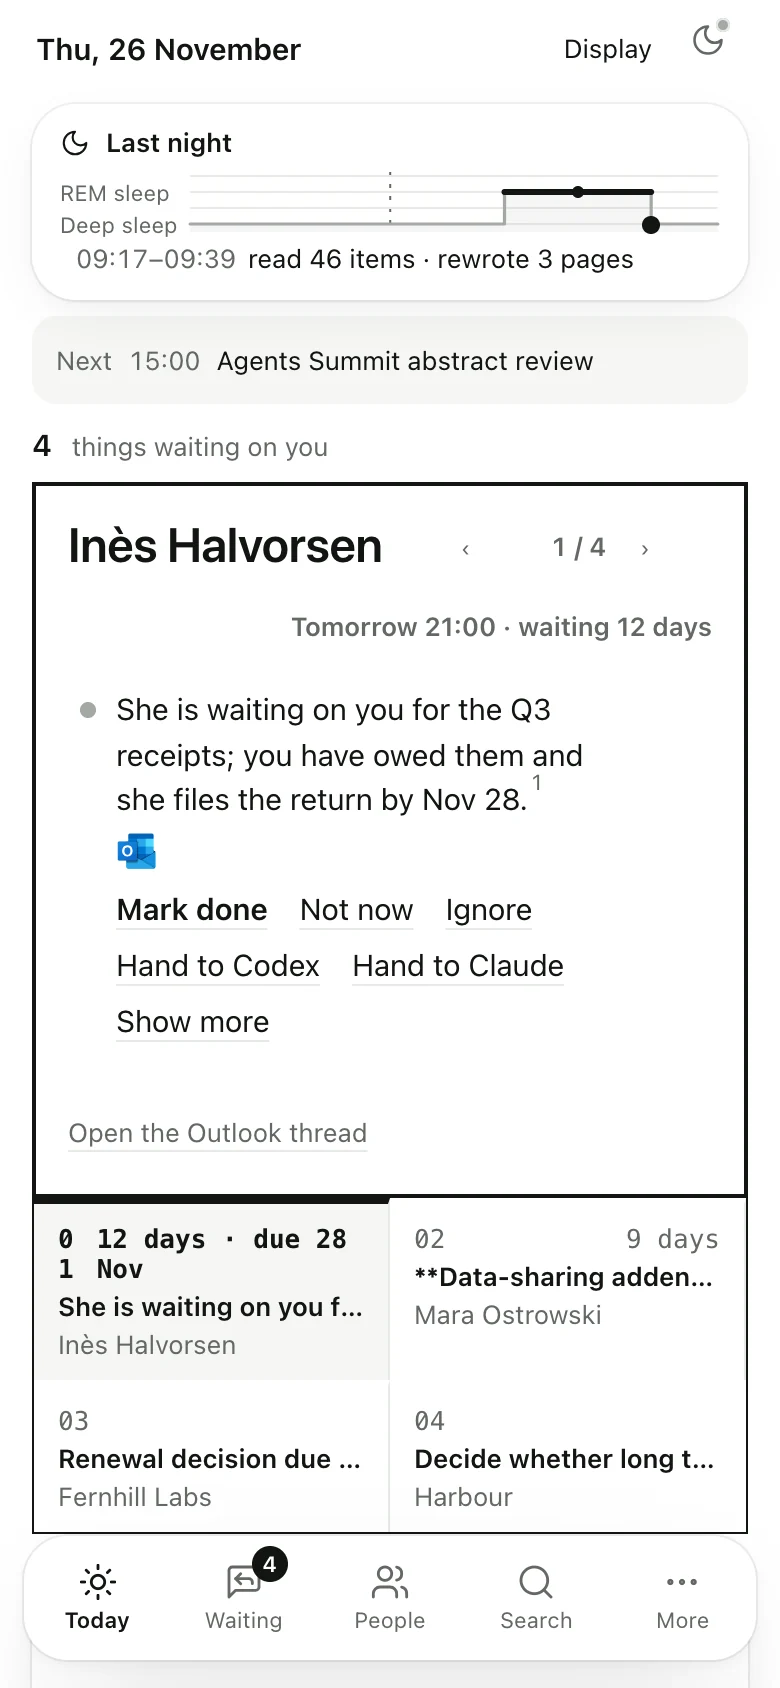 Thu, 26 November
Display
Last night
REM sleep
Deep sleep
09:17–09:39 read 46 items · rewrote 3 pages
Next 15:00 Agents Summit abstract review
4 things waiting on you
Inès Halvorsen ‹ 1 / 4 ›
Tomorrow 21:00 · waiting 12 days
She is waiting on you for the Q3
receipts; you have owed them and
she files the return by Nov 28. 1
O
Mark done Not now Ignore
Hand to Codex Hand to Claude
Show more
Open the Outlook thread
0 12 days · due 28
1 Nov
She is waiting on you f...
Inès Halvorsen
02 9 days
**Data-sharing adden...
Mara Ostrowski
03
Renewal decision due ...
Fernhill Labs
04
Decide whether long t...
Harbour
4
Today Waiting People Search More